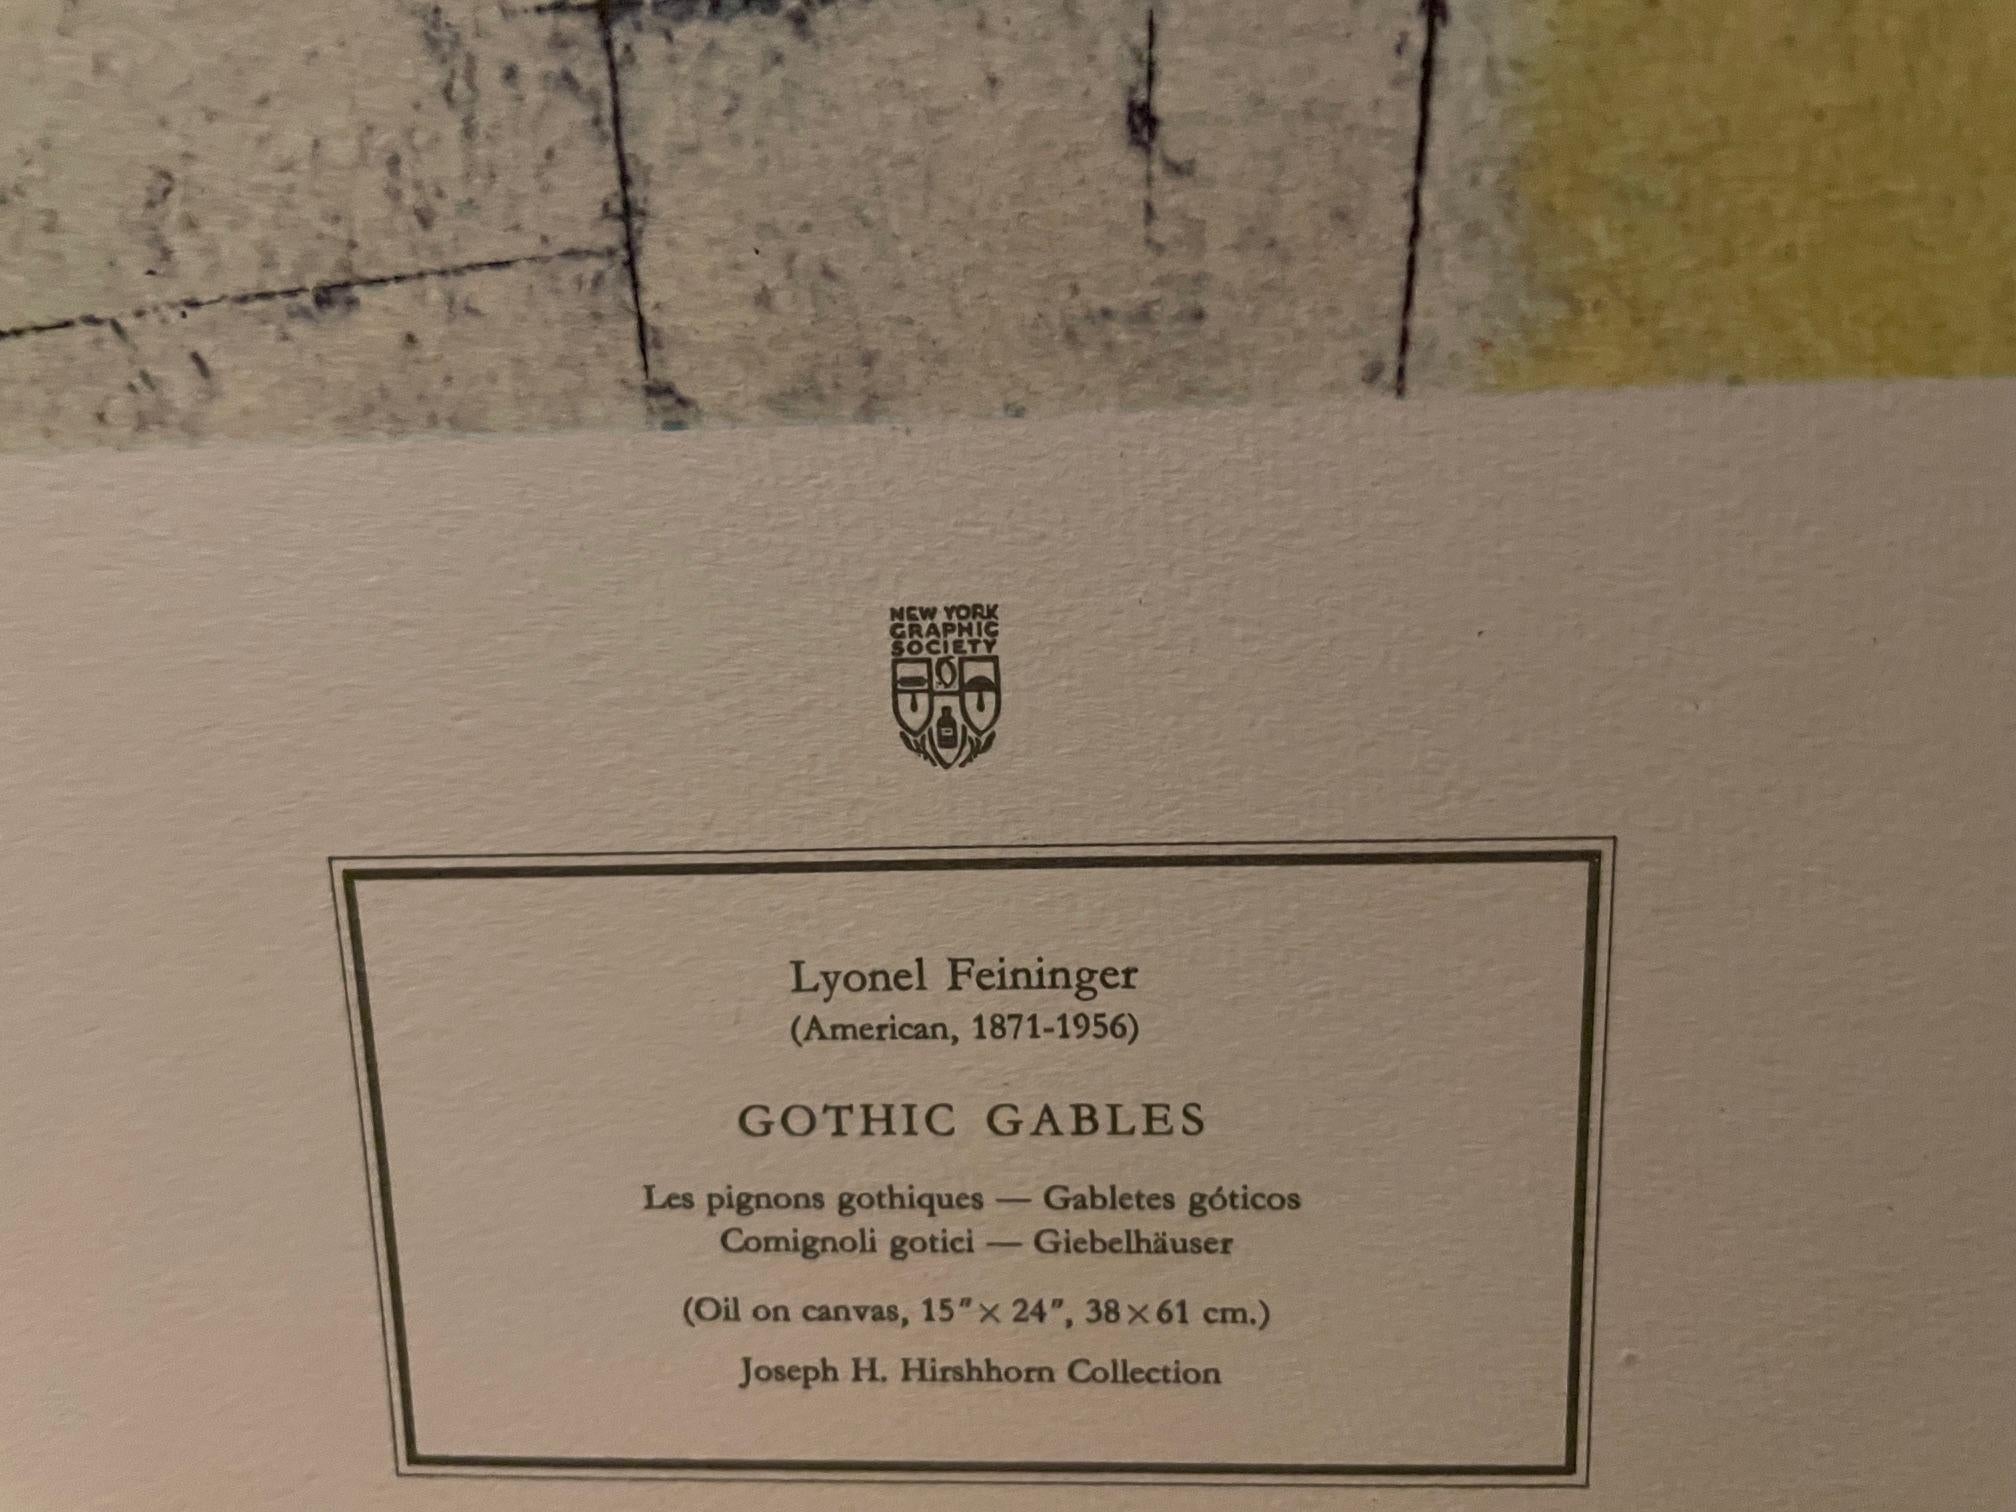 NEW YORK
GRAPHIC
SOCIETY
Lyonel Feininger
(American, 1871-1956)
GOTHIC GABLES
Les pignons gothiques — Gabletes góticos
Comignoli gotici — Giebelhäuser
(Oil on canvas, 15″ × 24″, 38 × 61 cm.)
Joseph H. Hirshhorn Collection